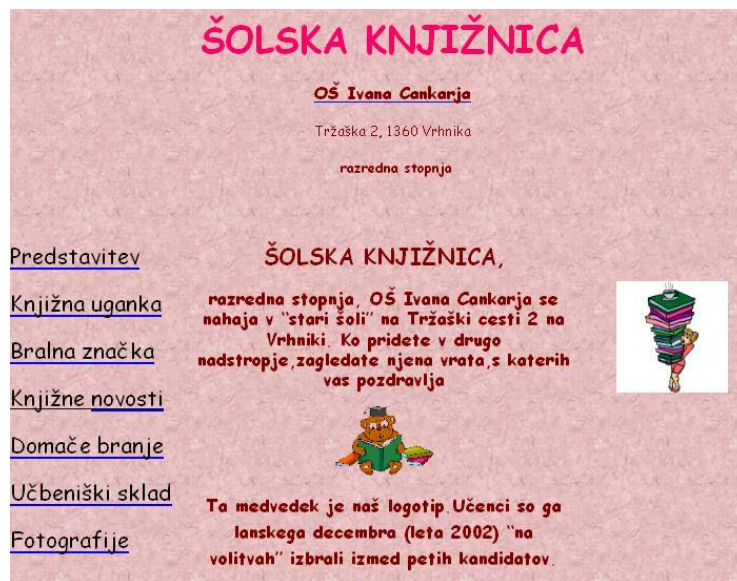 ŠOLSKA KNJIŽNICA
OŠ Ivana Cankarja
Tržaška 2, 1360 Vrhnika
razredna stopnja
Predstavitev
Knjižna uganka
Bralna značka
Knjižne novosti
Domače branje
Učbeniški sklad
Fotografije
ŠOLSKA KNJIŽNICA,
razredna stopnja, OŠ Ivana Cankarja se
nahaja v "stari šoli" na Tržaški cesti 2 na
Vrhniki. Ko pridete v drugo
nadstropje,zagledate njena vrata,s katerih
vas pozdravlja
Ta medvedek je naš logotip.Učenci so ga
lanskega decembra (leta 2002) "na
volitvah" izbrali izmed petih kandidatov.